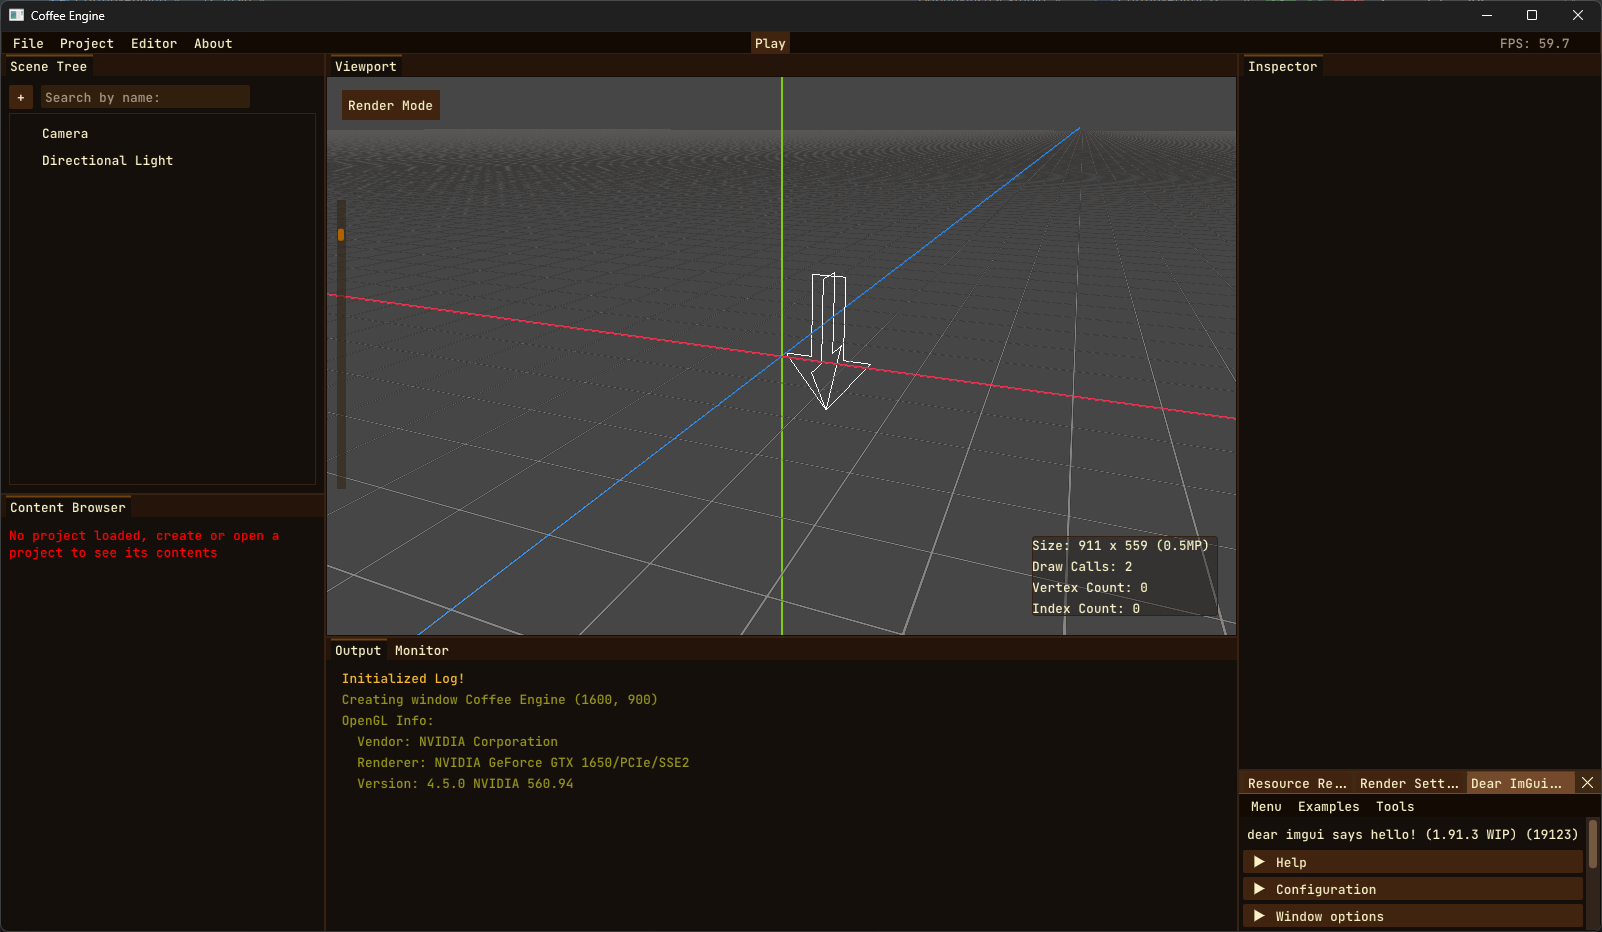 Coffee Engine
File Project Editor About
Play
FPS: 59.7
Scene Tree
+
Search by name:
Camera
Directional Light
Content Browser
No project loaded, create or open a
project to see its contents
Viewport
Render Mode
Size: 911 x 559 (0.5MP)
Draw Calls: 2
Vertex Count: 0
Index Count: 0
Output Monitor
Initialized Log!
Creating window Coffee Engine (1600, 900)
OpenGL Info:
Vendor: NVIDIA Corporation
Renderer: NVIDIA GeForce GTX 1650/PCIe/SSE2
Version: 4.5.0 NVIDIA 560.94
Inspector
Resource Re... Render Sett... Dear ImGui...
Menu Examples Tools
dear imgui says hello! (1.91.3 WIP) (19123)
Help
Configuration
Window options